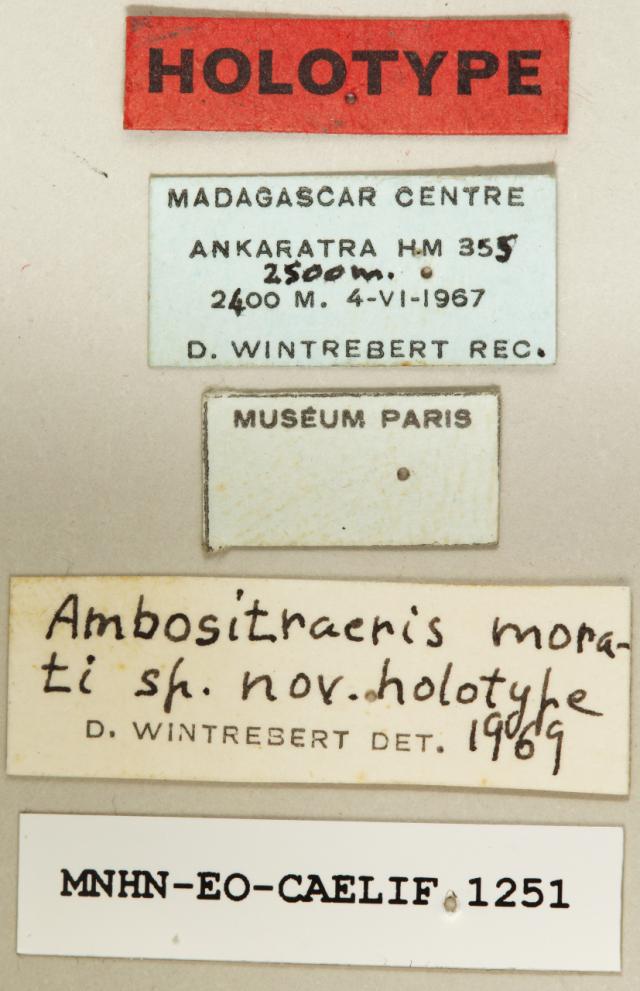 HOLOTYPE
MADAGASCAR CENTRE
ANKARATRA HM 355
2500m.
2400 M. 4-VI-1967
D. WINTREBERT REC.
MUSÉUM PARIS
Ambositracris mora-
ti sp. nov. holotype
D. WINTREBERT DET. 1969
MNHN-EO-CAELIF 1251